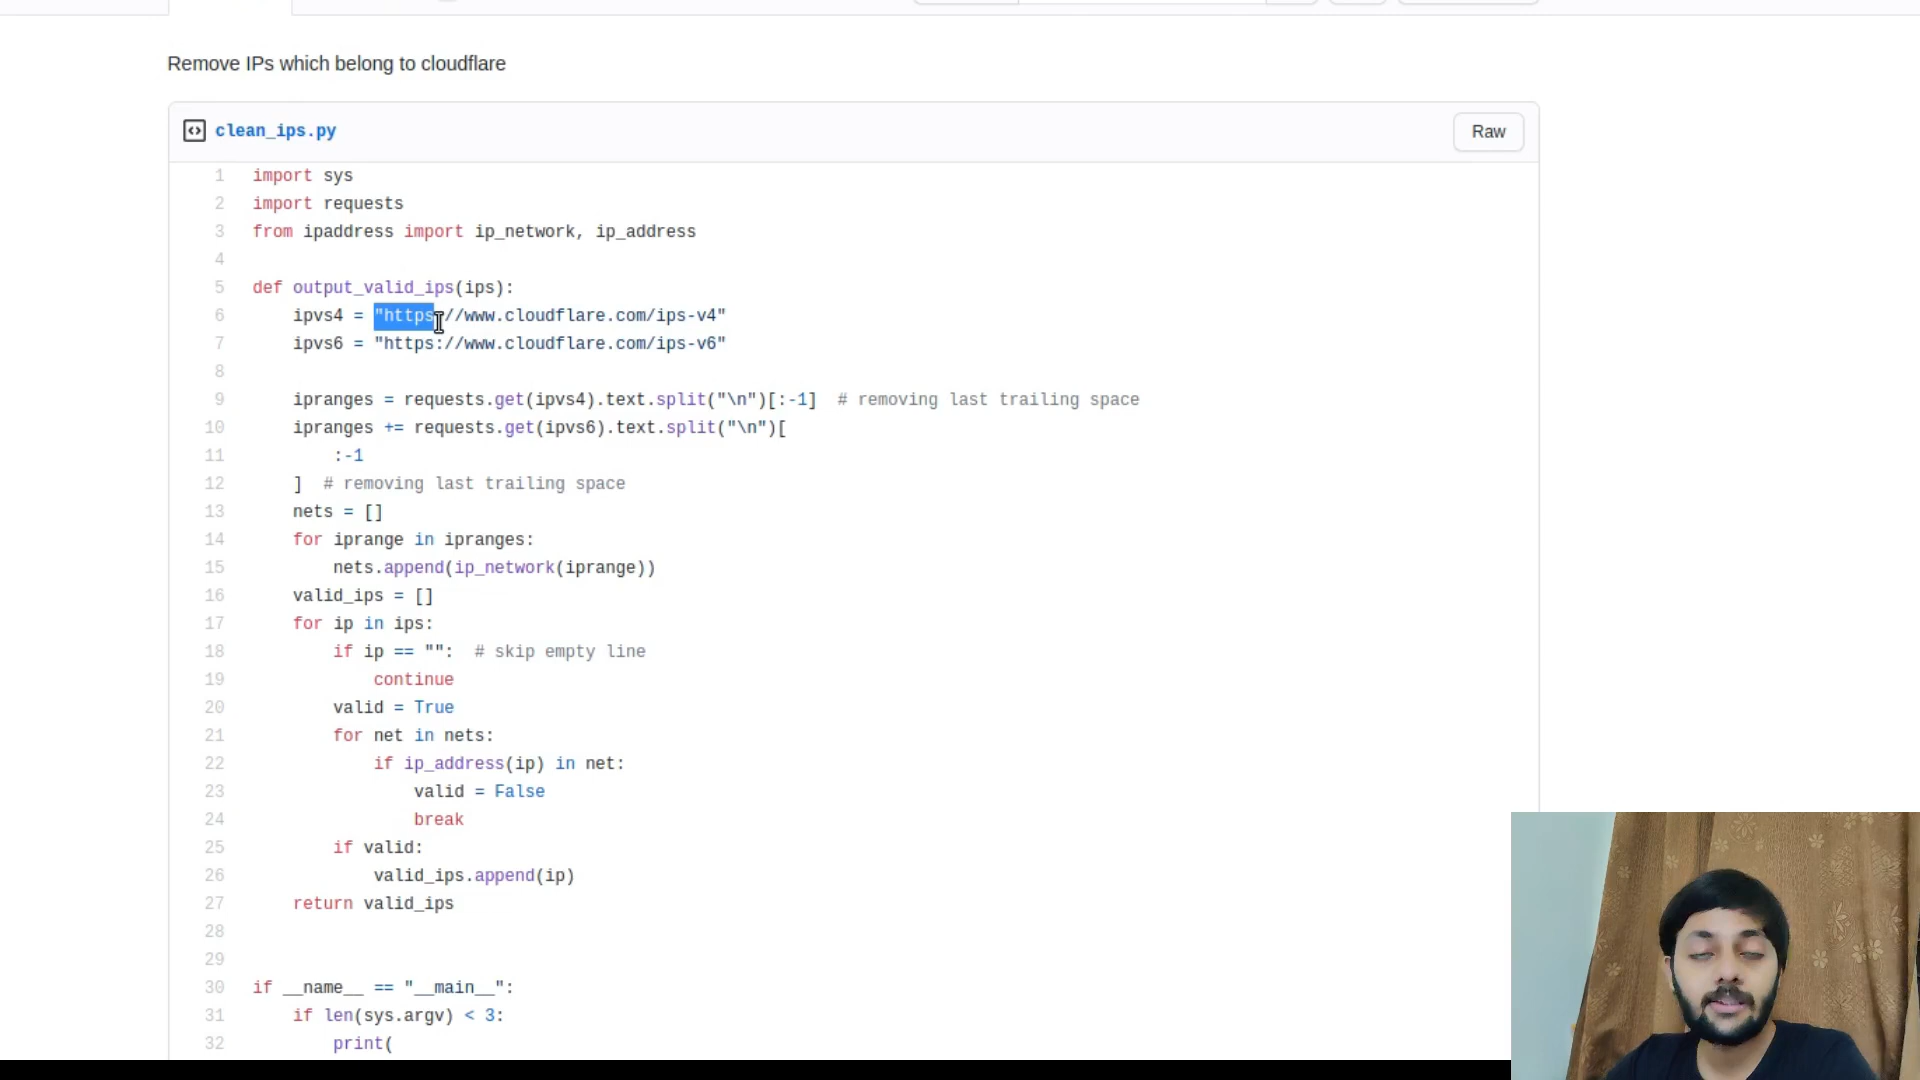 Remove IPs which belong to cloudflare
clean_ips.py
Raw
1 import sys
2 import requests
3 from ipaddress import ip_network, ip_address
4
5 def output_valid_ips(ips):
6 ipvs4 = "https://www.cloudflare.com/ips-v4"
7 ipvs6 = "https://www.cloudflare.com/ips-v6"
8
9 ipranges = requests.get(ipvs4).text.split("\n")[:-1] # removing last trailing space
10 ipranges += requests.get(ipvs6).text.split("\n")[
11 :-1
12 ] # removing last trailing space
13 nets = []
14 for iprange in ipranges:
15 nets.append(ip_network(iprange))
16 valid_ips = []
17 for ip in ips:
18 if ip == "": # skip empty line
19 continue
20 valid = True
21 for net in nets:
22 if ip_address(ip) in net:
23 valid = False
24 break
25 if valid:
26 valid_ips.append(ip)
27 return valid_ips
28
29
30 if __name__ == "__main__":
31 if len(sys.argv) < 3:
32 print(